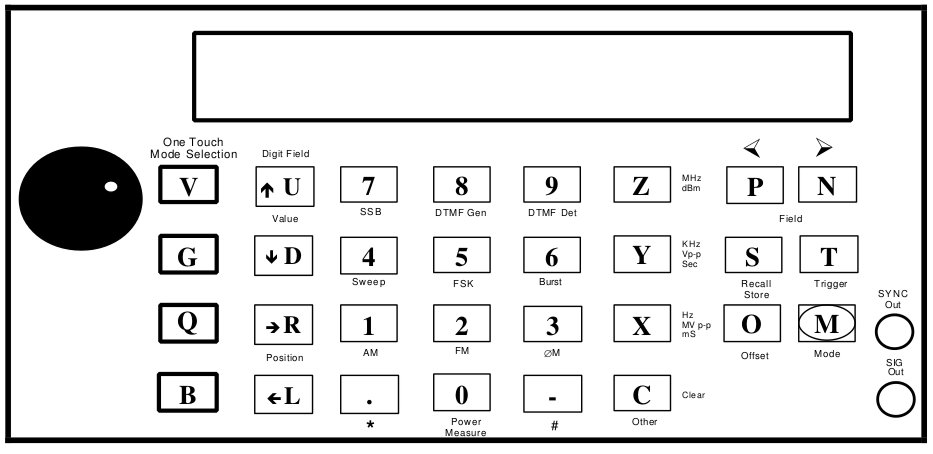 One Touch
Mode Selection
Digit Field
V
↑ U
7
8
9
Z
MHz
dBm
P
N
Value
SSB
DTMF Gen
DTMF Det
Field
G
↓ D
4
5
6
Y
KHz
Vp-p
Sec
S
T
Sweep
FSK
Burst
Recall
Store
Trigger
Q
→ R
1
2
3
X
Hz
MV p-p
mS
O
M
SYNC
Out
Position
AM
FM
∅M
Offset
Mode
B
← L
.
0
-
C
Clear
SIG
Out
*
Power
Measure
#
Other